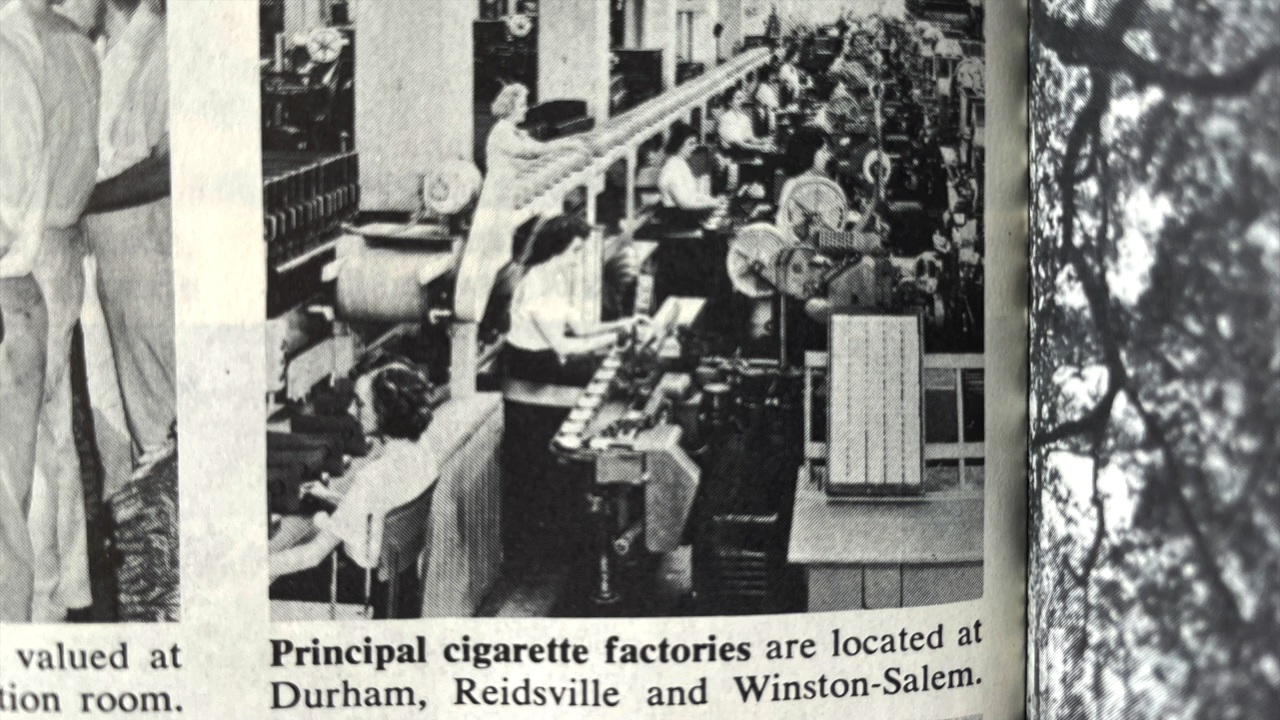 valued at
tion room.
Principal cigarette factories are located at
Durham, Reidsville and Winston-Salem.